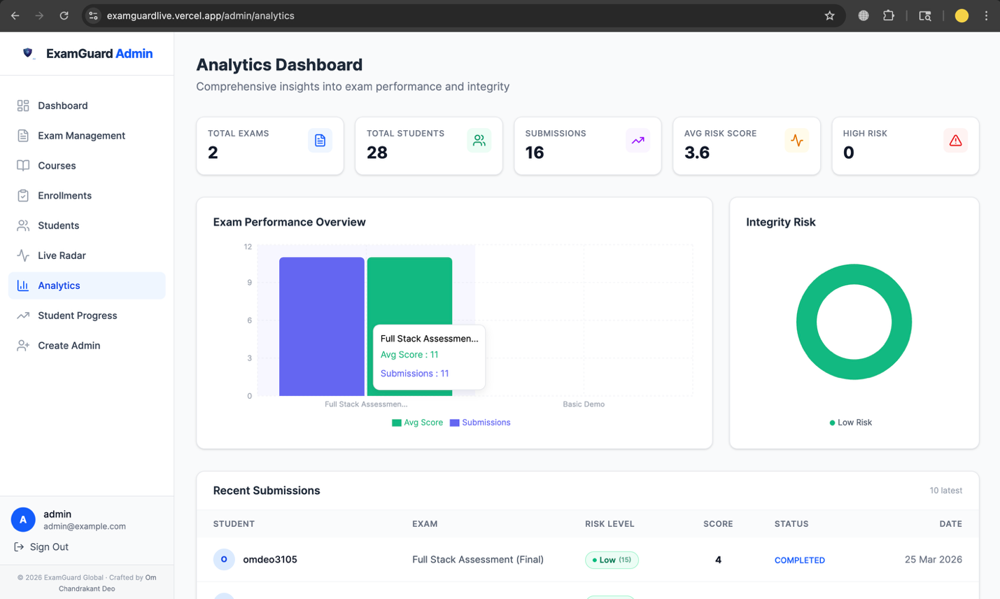 examguardlive.vercel.app/admin/analytics
ExamGuard Admin
Dashboard
Exam Management
Courses
Enrollments
Students
Live Radar
Analytics
Student Progress
Create Admin
A
admin
admin@example.com
Sign Out
© 2026 ExamGuard Global · Crafted by Om
Chandrakant Deo
Analytics Dashboard
Comprehensive insights into exam performance and integrity
TOTAL EXAMS
2
TOTAL STUDENTS
28
SUBMISSIONS
16
AVG RISK SCORE
3.6
HIGH RISK
0
Exam Performance Overview
12
9
6
3
0
Full Stack Assessmen...
Avg Score : 11
Submissions : 11
Full Stack Assessmen...
Basic Demo
Avg Score
Submissions
Integrity Risk
Low Risk
Recent Submissions
10 latest
STUDENT EXAM RISK LEVEL SCORE STATUS DATE
O omdeo3105 Full Stack Assessment (Final) Low (15) 4 COMPLETED 25 Mar 2026